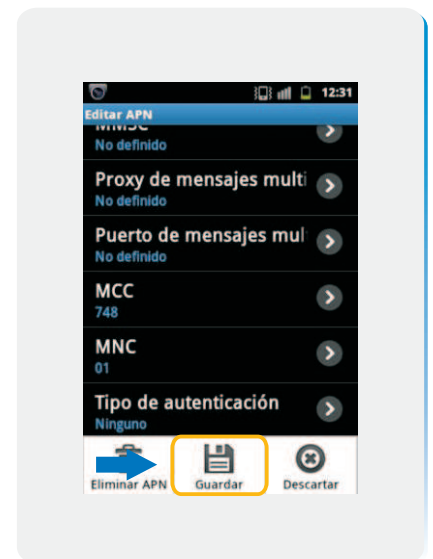 12:31
Editar APN
MMSC
No definido
Proxy de mensajes multi
No definido
Puerto de mensajes mul
No definido
MCC
748
MNC
01
Tipo de autenticación
Ninguno
Eliminar APN Guardar Descartar